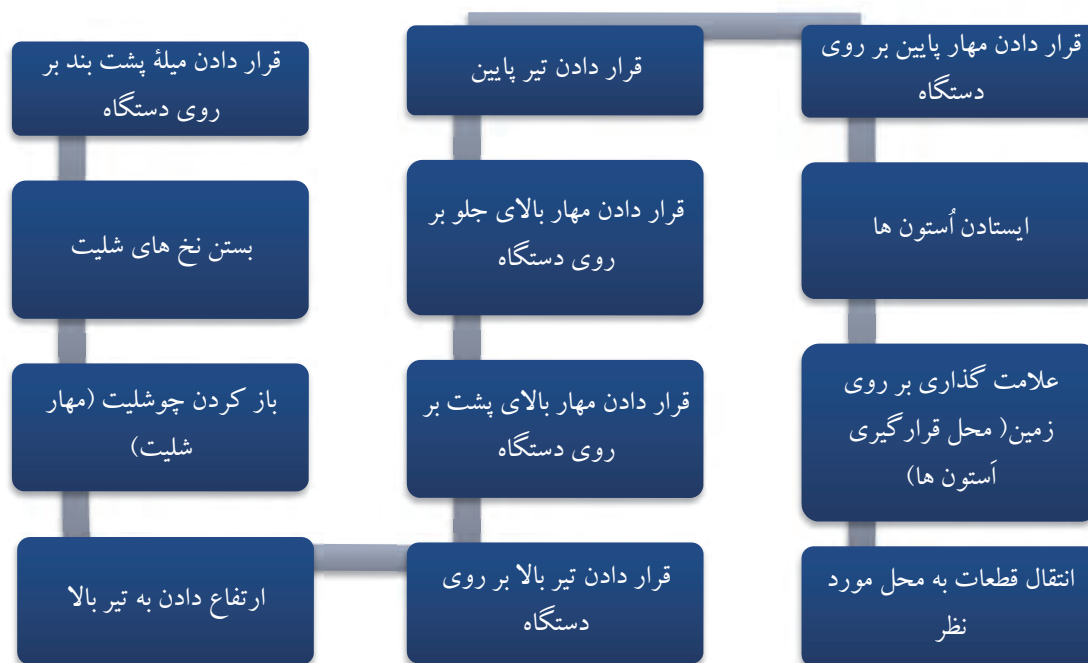 قرار دادن مهار پایین بر روی
دستگاه
ایستادن اُستون ها
علامت گذاری بر روی
زمین( محل قرارگیری
اَستون ها)
انتقال قطعات به محل مورد
نظر
قرار دادن تیر پایین
قرار دادن مهار بالای جلو بر
روی دستگاه
قرار دادن مهار بالای پشت بر
روی دستگاه
قرار دادن تیر بالا بر روی
دستگاه
قرار دادن میلۀ پشت بند بر
روی دستگاه
بستن نخ های شلیت
باز کردن چوشلیت (مهار
شلیت)
ارتفاع دادن به تیر بالا